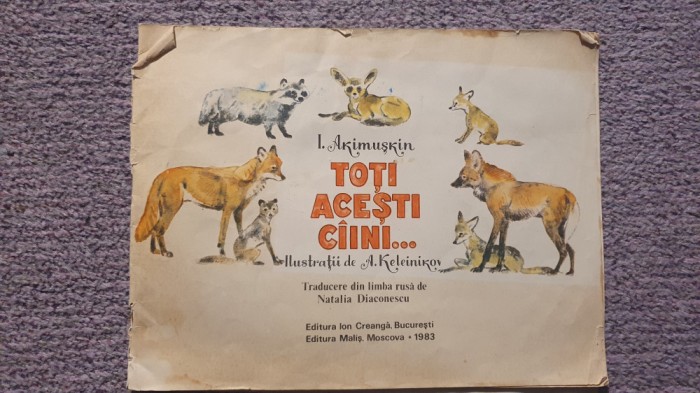 I. Akimușkin
TOȚI
ACEȘTI
CÎINI...
Ilustrații de A. Keleinikov
Traducere din limba rusă de
Natalia Diaconescu
Editura Ion Creangă, București
Editura Maliș, Moscova • 1983